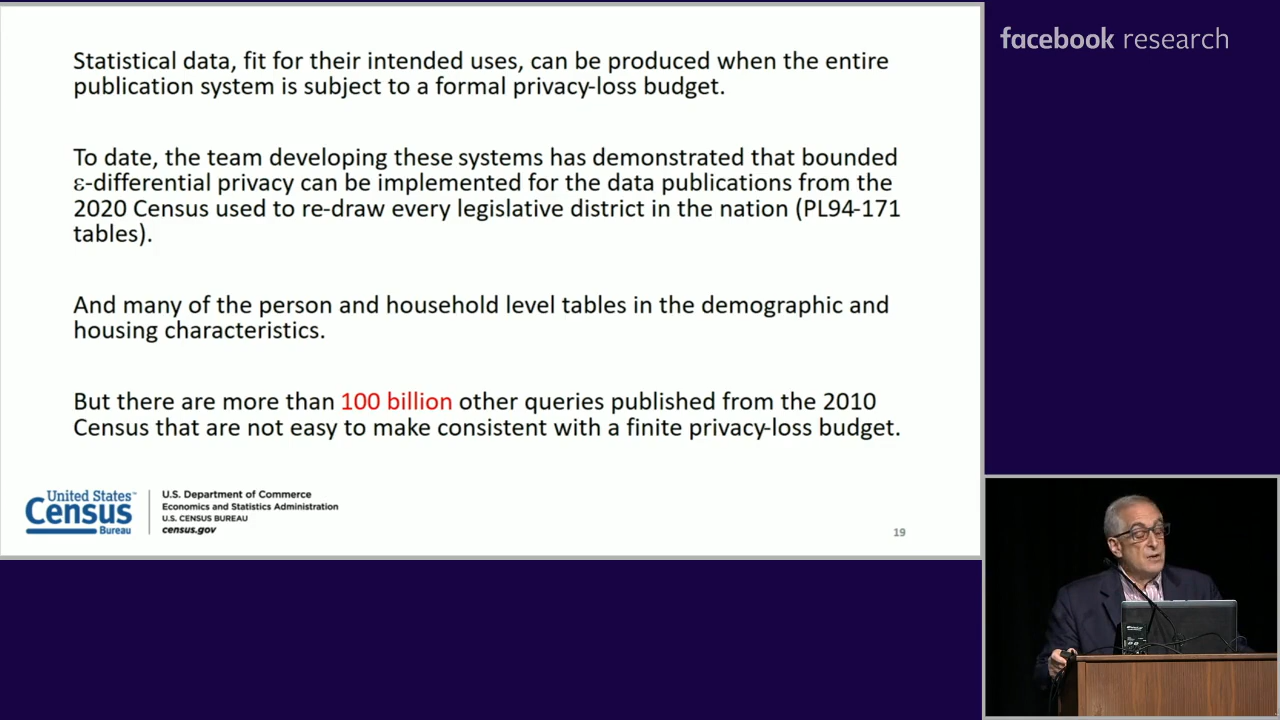 Statistical data, fit for their intended uses, can be produced when the entire
publication system is subject to a formal privacy-loss budget.
To date, the team developing these systems has demonstrated that bounded
ε-differential privacy can be implemented for the data publications from the
2020 Census used to re-draw every legislative district in the nation (PL94-171
tables).
And many of the person and household level tables in the demographic and
housing characteristics.
But there are more than 100 billion other queries published from the 2010
Census that are not easy to make consistent with a finite privacy-loss budget.
United States™
Census
Bureau
U.S. Department of Commerce
Economics and Statistics Administration
U.S. CENSUS BUREAU
census.gov
19
facebook research